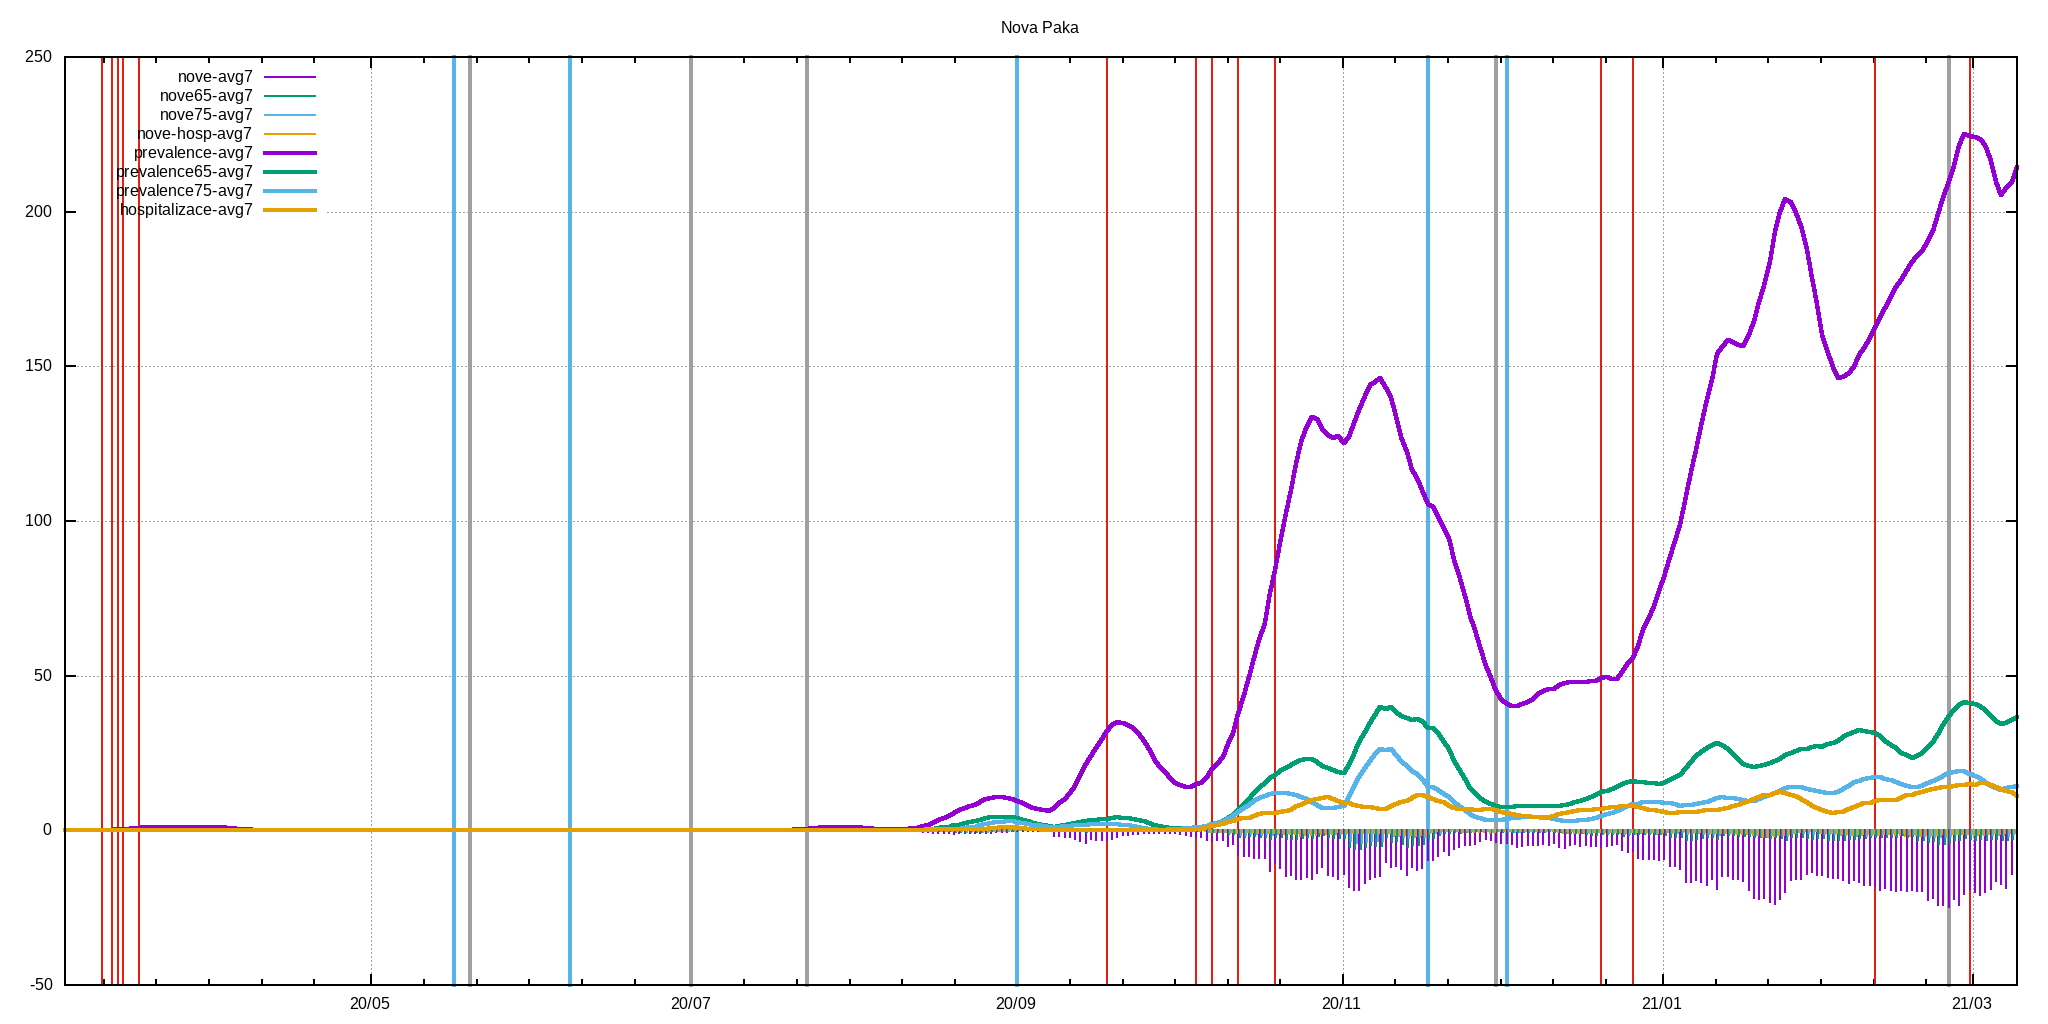 Nova Paka
250
200
150
100
50
0
-50
nove-avg7
nove65-avg7
nove75-avg7
nove-hosp-avg7
prevalence-avg7
prevalence65-avg7
prevalence75-avg7
hospitalizace-avg7
20/05 20/07 20/09 20/11 21/01 21/03